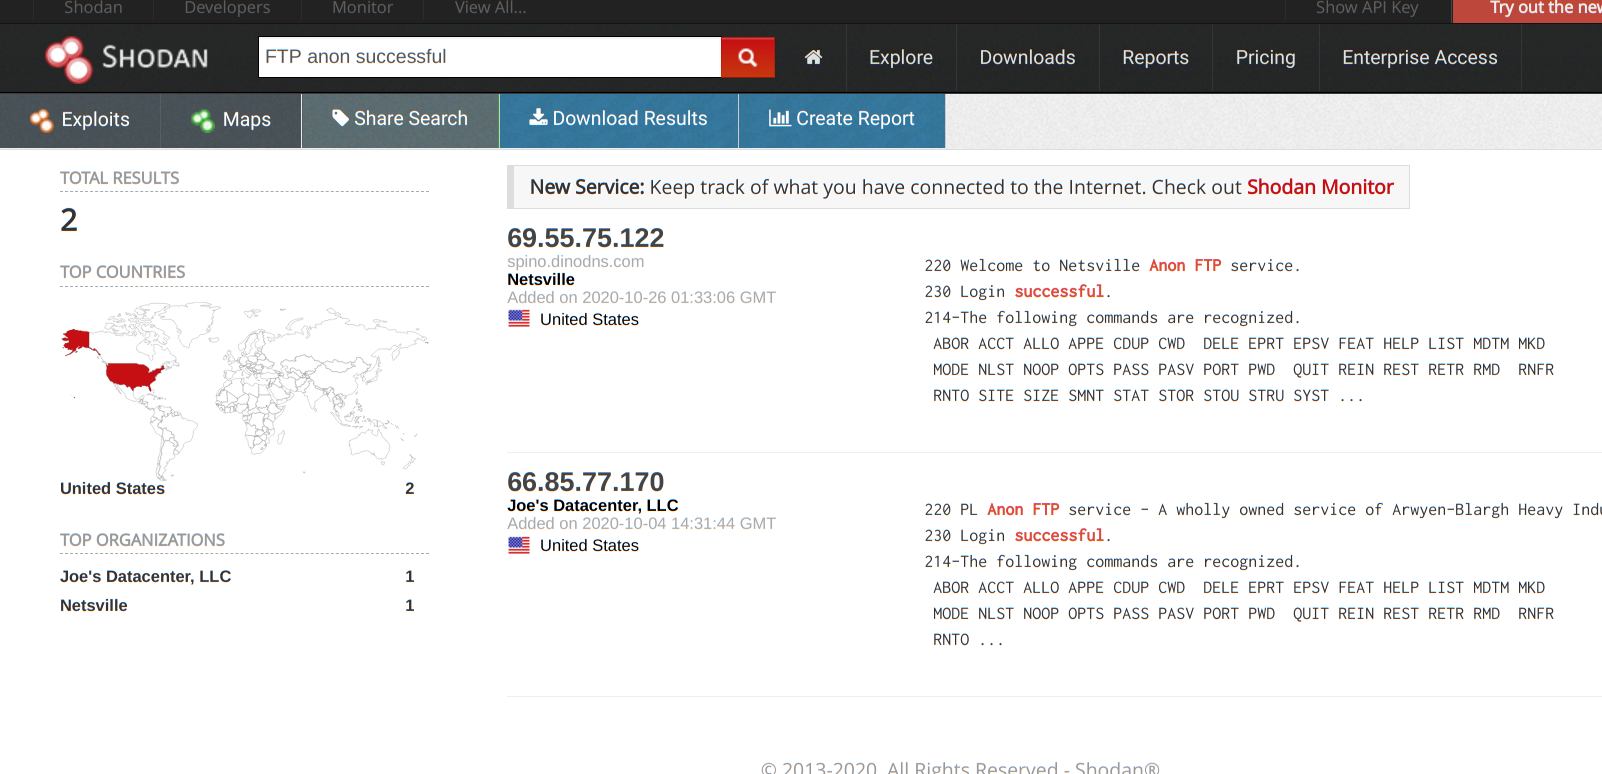 Shodan Developers Monitor View All... Show API Key Try out the new
SHODAN FTP anon successful Explore Downloads Reports Pricing Enterprise Access
Exploits Maps Share Search Download Results Create Report
TOTAL RESULTS
2
TOP COUNTRIES
United States 2
TOP ORGANIZATIONS
Joe's Datacenter, LLC 1
Netsville 1
New Service: Keep track of what you have connected to the Internet. Check out Shodan Monitor
69.55.75.122
spino.dinodns.com
Netsville
Added on 2020-10-26 01:33:06 GMT
United States
220 Welcome to Netsville Anon FTP service.
230 Login successful.
214-The following commands are recognized.
ABOR ACCT ALLO APPE CDUP CWD  DELE EPRT EPSV FEAT HELP LIST MDTM MKD
MODE NLST NOOP OPTS PASS PASV PORT PWD  QUIT REIN REST RETR RMD  RNFR
RNTO SITE SIZE SMNT STAT STOR STOU STRU SYST ...
66.85.77.170
Joe's Datacenter, LLC
Added on 2020-10-04 14:31:44 GMT
United States
220 PL Anon FTP service - A wholly owned service of Arwyen-Blargh Heavy Indu
230 Login successful.
214-The following commands are recognized.
ABOR ACCT ALLO APPE CDUP CWD  DELE EPRT EPSV FEAT HELP LIST MDTM MKD
MODE NLST NOOP OPTS PASS PASV PORT PWD  QUIT REIN REST RETR RMD  RNFR
RNTO ...
© 2013-2020, All Rights Reserved - Shodan®